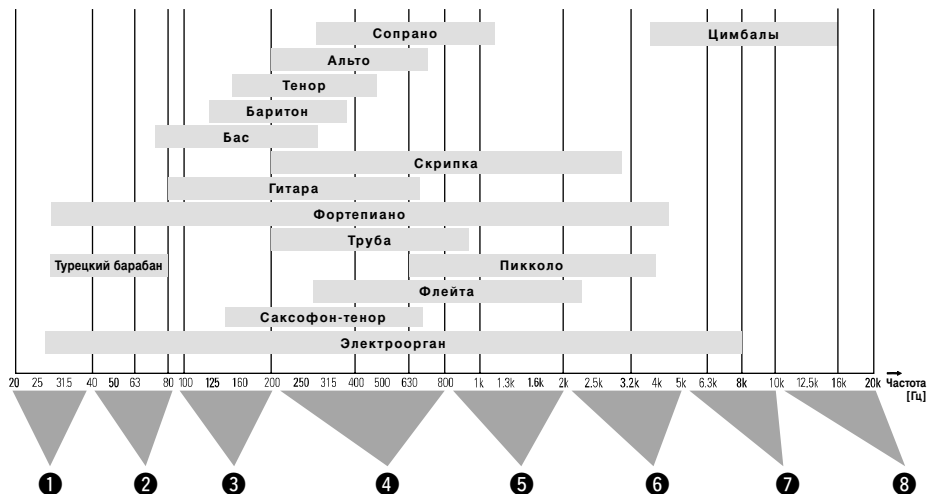 Сопрано Цимбалы
Альто
Тенор
Баритон
Бас
Скрипка
Гитара
Фортепиано
Труба
Турецкий барабан Пикколо
Флейта
Саксофон-тенор
Электроорган
20 25 31.5 40 50 63 80 100 125 160 200 250 315 400 500 630 800 1k 1.3k 1.6k 2k 2.5k 3.2k 4k 5k 6.3k 8k 10k 12.5k 16k 20k Частота
[Гц]
1 2 3 4 5 6 7 8